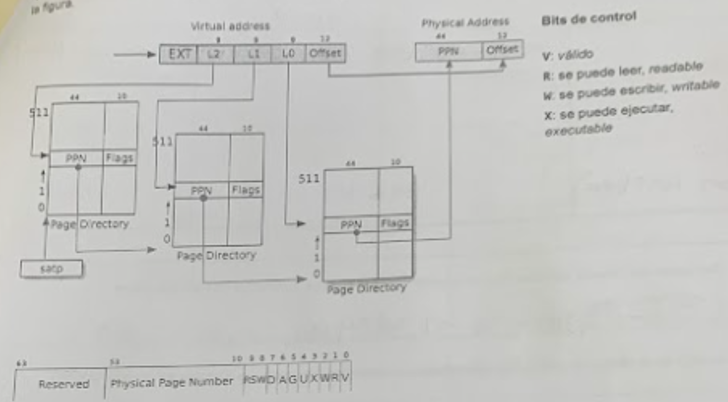 la figura.
Virtual address
9 9 9 12
EXT L2 L1 L0 Offset
Physical Address
44 12
PPN Offset
Bits de control
V: válido
R: se puede leer, readable
W: se puede escribir, writable
X: se puede ejecutar,
executable
44 10
511
PPN Flags
1
0
Page Directory
satp
44 10
511
PPN Flags
1
0
Page Directory
44 10
511
PPN Flags
1
0
Page Directory
63 53 10 9 8 7 6 5 4 3 2 1 0
Reserved Physical Page Number RSW D A G U X W R V